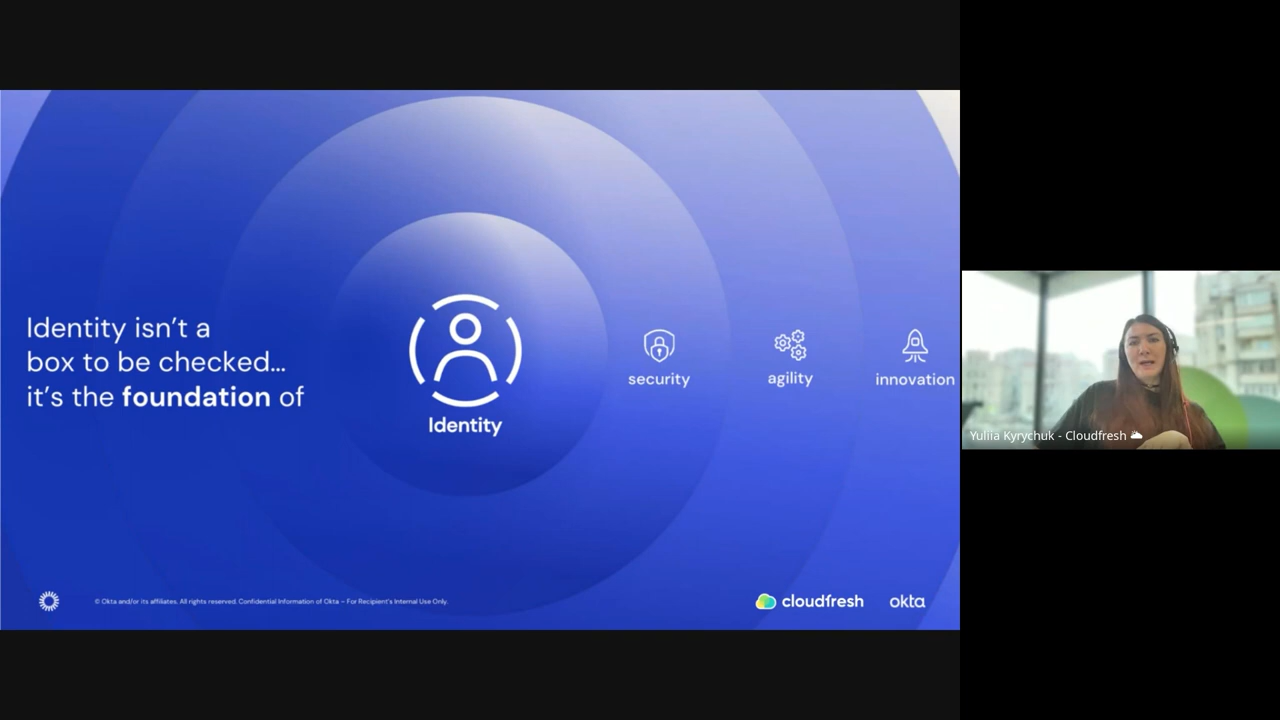 Identity isn't a
box to be checked...
it's the foundation of
Identity
security
agility
innovation
© Okta and/or its affiliates. All rights reserved. Confidential Information of Okta – For Recipient's Internal Use Only.
cloudfresh
okta
Yuliia Kyrychuk - Cloudfresh